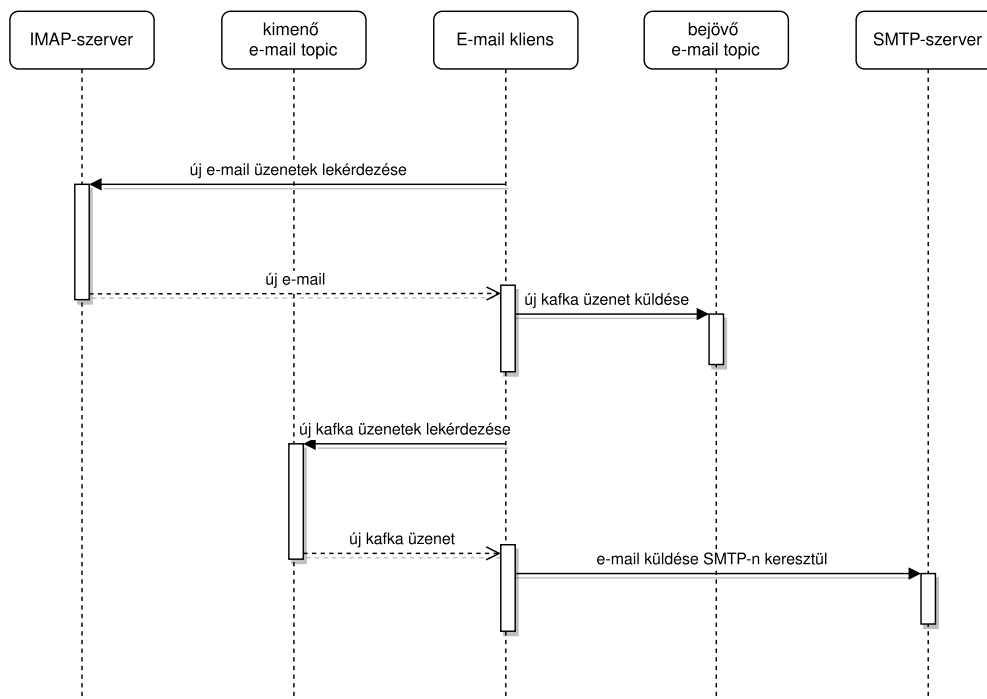 IMAP-szerver
kimenő
e-mail topic
E-mail kliens
bejövő
e-mail topic
SMTP-szerver
új e-mail üzenetek lekérdezése
új e-mail
új kafka üzenet küldése
új kafka üzenetek lekérdezése
új kafka üzenet
e-mail küldése SMTP-n keresztül